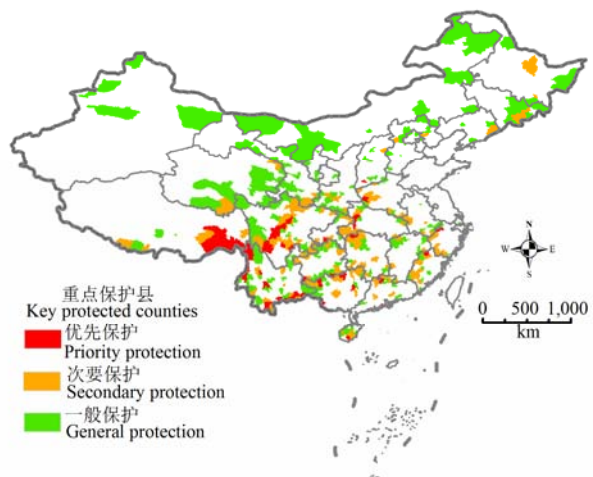 N
W E
S
0 500 1,000
km
重点保护县
Key protected counties
优先保护
Priority protection
次要保护
Secondary protection
一般保护
General protection